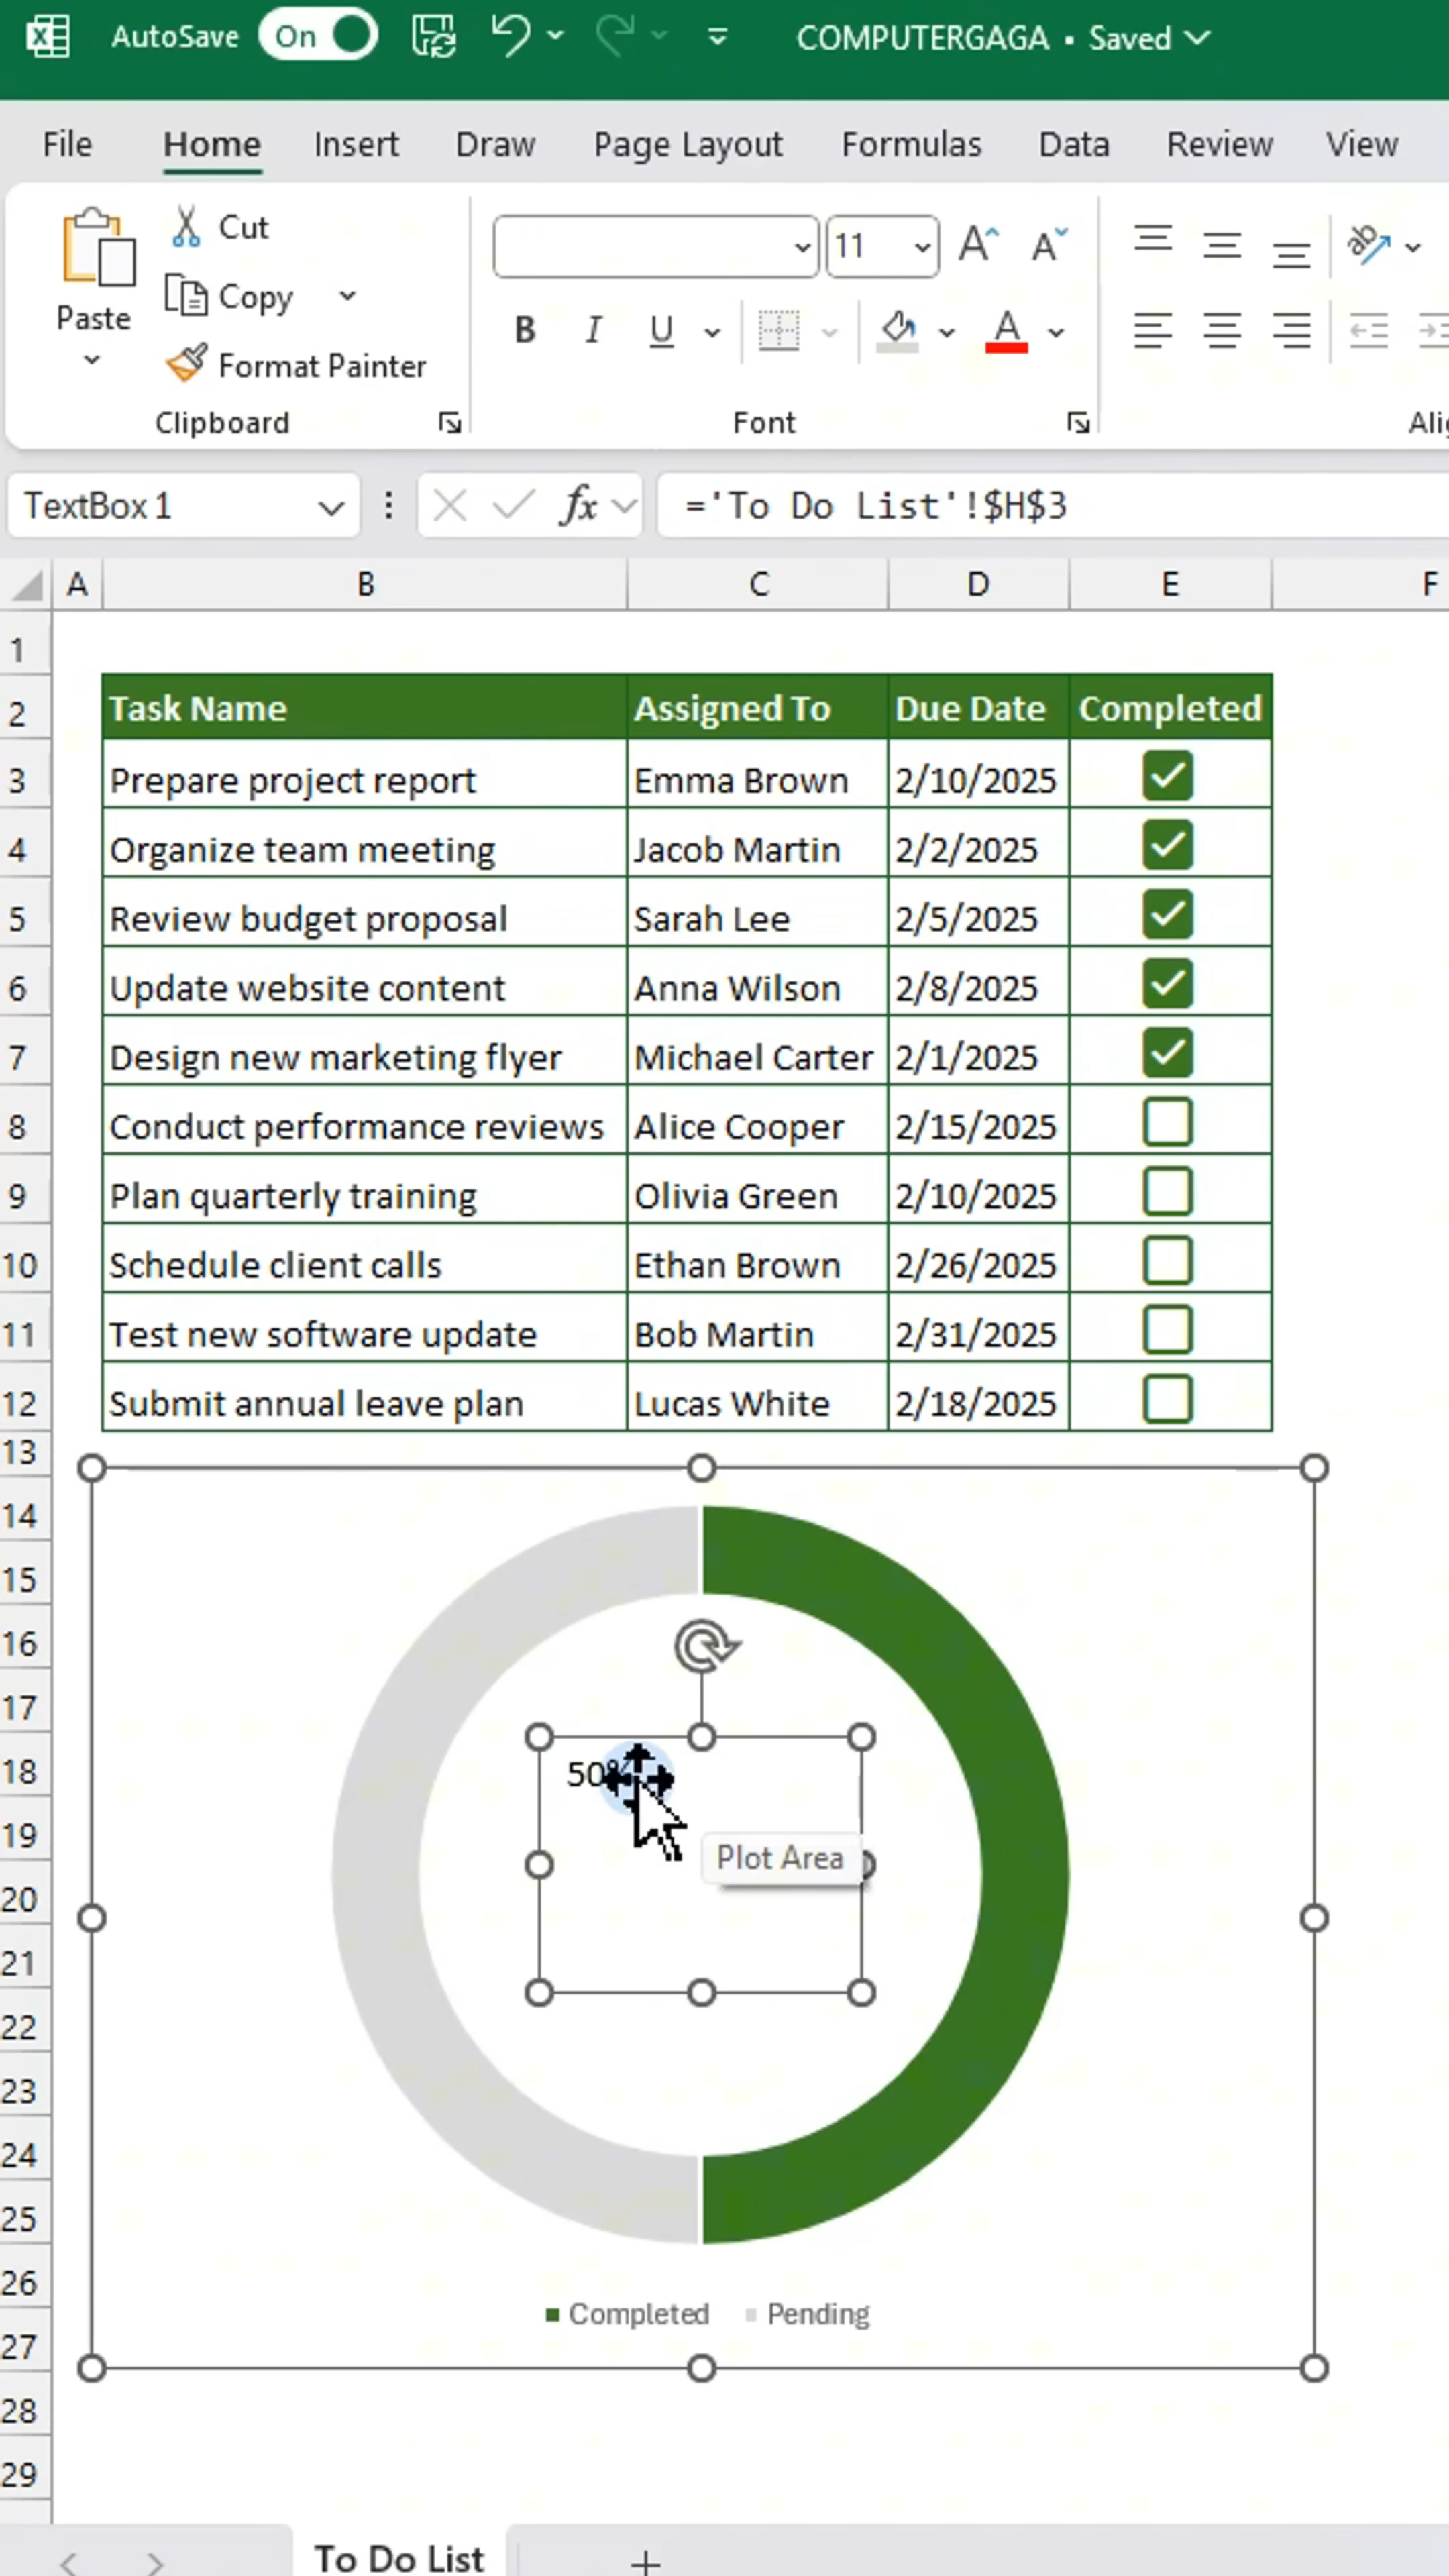 AutoSave On COMPUTERGAGA • Saved
File Home Insert Draw Page Layout Formulas Data Review View
Paste
Cut
Copy
Format Painter
Clipboard
11
B I U
Font
TextBox 1 fx ='To Do List'!$H$3
A B C D E F
1
2 Task Name Assigned To Due Date Completed
3 Prepare project report Emma Brown 2/10/2025
4 Organize team meeting Jacob Martin 2/2/2025
5 Review budget proposal Sarah Lee 2/5/2025
6 Update website content Anna Wilson 2/8/2025
7 Design new marketing flyer Michael Carter 2/1/2025
8 Conduct performance reviews Alice Cooper 2/15/2025
9 Plan quarterly training Olivia Green 2/10/2025
10 Schedule client calls Ethan Brown 2/26/2025
11 Test new software update Bob Martin 2/31/2025
12 Submit annual leave plan Lucas White 2/18/2025
13
14
15
16
17
18 50%
19 Plot Area
20
21
22
23
24
25
26 Completed Pending
27
28
29
To Do List